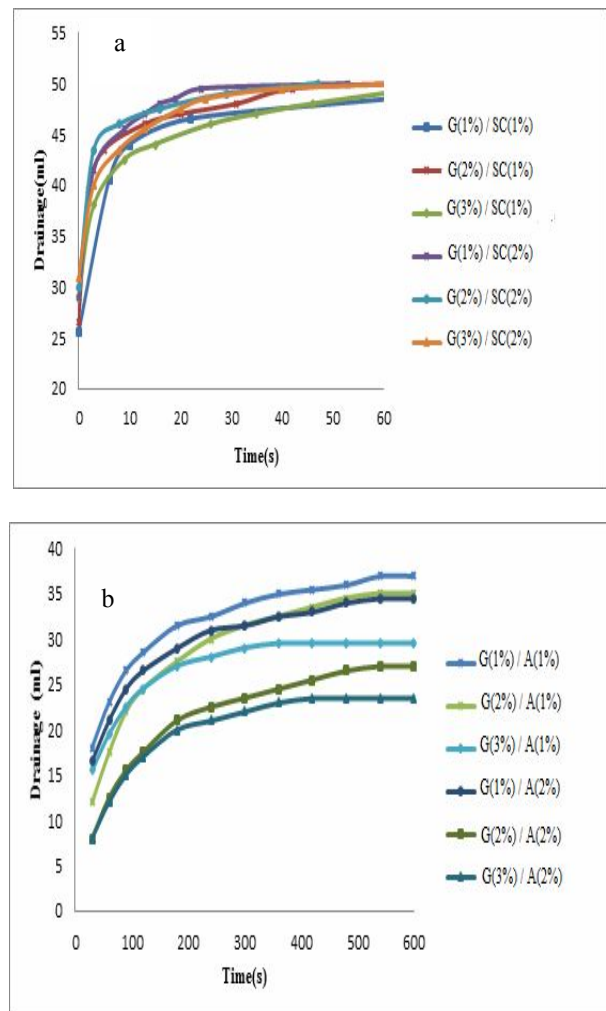 a
55
50
45
40
35
30
25
20
Drainage(ml)
0 10 20 30 40 50 60
Time(s)
G(1%) / SC(1%)
G(2%) / SC(1%)
G(3%) / SC(1%)
G(1%) / SC(2%)
G(2%) / SC(2%)
G(3%) / SC(2%)
b
40
35
30
25
20
15
10
5
0
Drainage (ml)
0 100 200 300 400 500 600
Time(s)
G(1%) / A(1%)
G(2%) / A(1%)
G(3%) / A(1%)
G(1%) / A(2%)
G(2%) / A(2%)
G(3%) / A(2%)